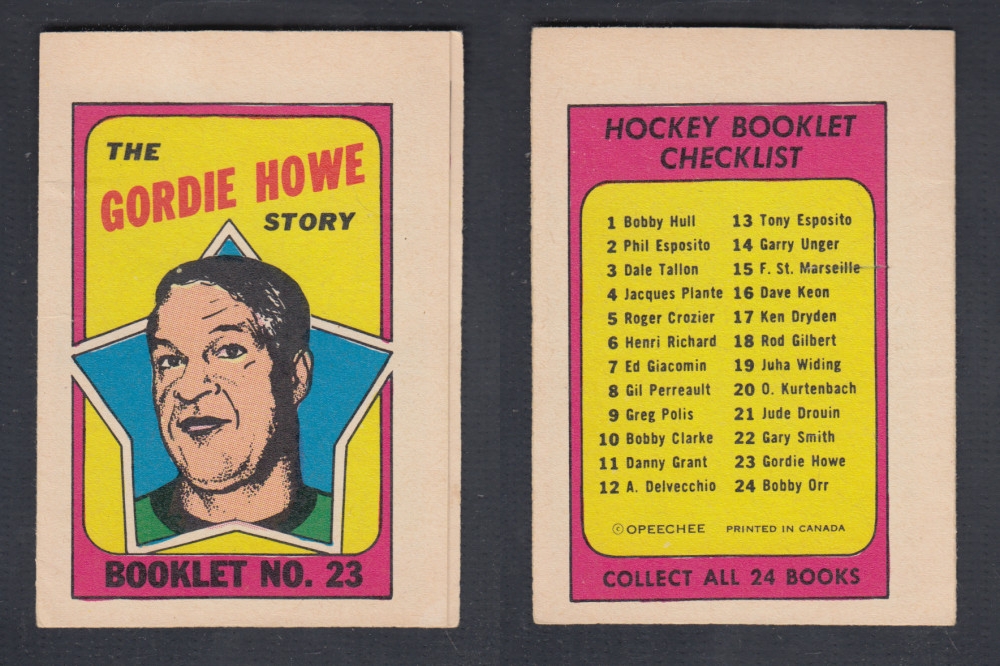 THE
GORDIE HOWE
STORY
BOOKLET NO. 23
HOCKEY BOOKLET
CHECKLIST
1 Bobby Hull
2 Phil Esposito
3 Dale Tallon
4 Jacques Plante
5 Roger Crozier
6 Henri Richard
7 Ed Giacomin
8 Gil Perreault
9 Greg Polis
10 Bobby Clarke
11 Danny Grant
12 A. Delvecchio
13 Tony Esposito
14 Garry Unger
15 F. St. Marseille
16 Dave Keon
17 Ken Dryden
18 Rod Gilbert
19 Juha Widing
20 O. Kurtenbach
21 Jude Drouin
22 Gary Smith
23 Gordie Howe
24 Bobby Orr
© OPEECHEE PRINTED IN CANADA
COLLECT ALL 24 BOOKS